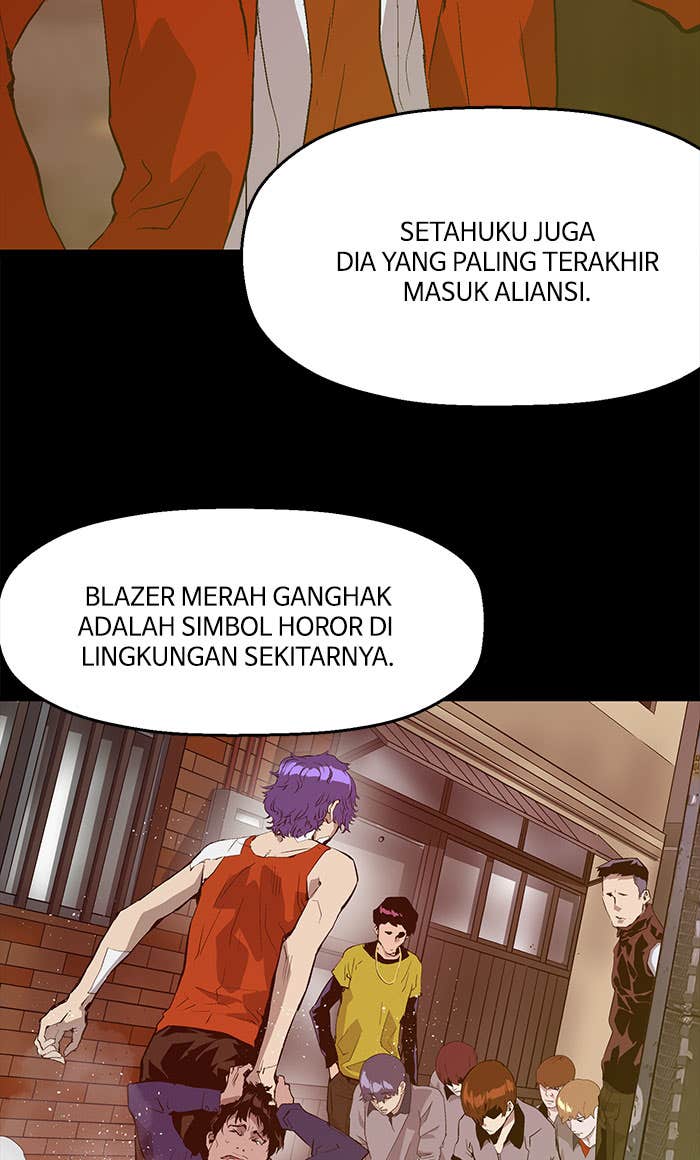 SETAHUKU JUGA
DIA YANG PALING TERAKHIR
MASUK ALIANSI.
BLAZER MERAH GANGHAK
ADALAH SIMBOL HOROR DI
LINGKUNGAN SEKITARNYA.